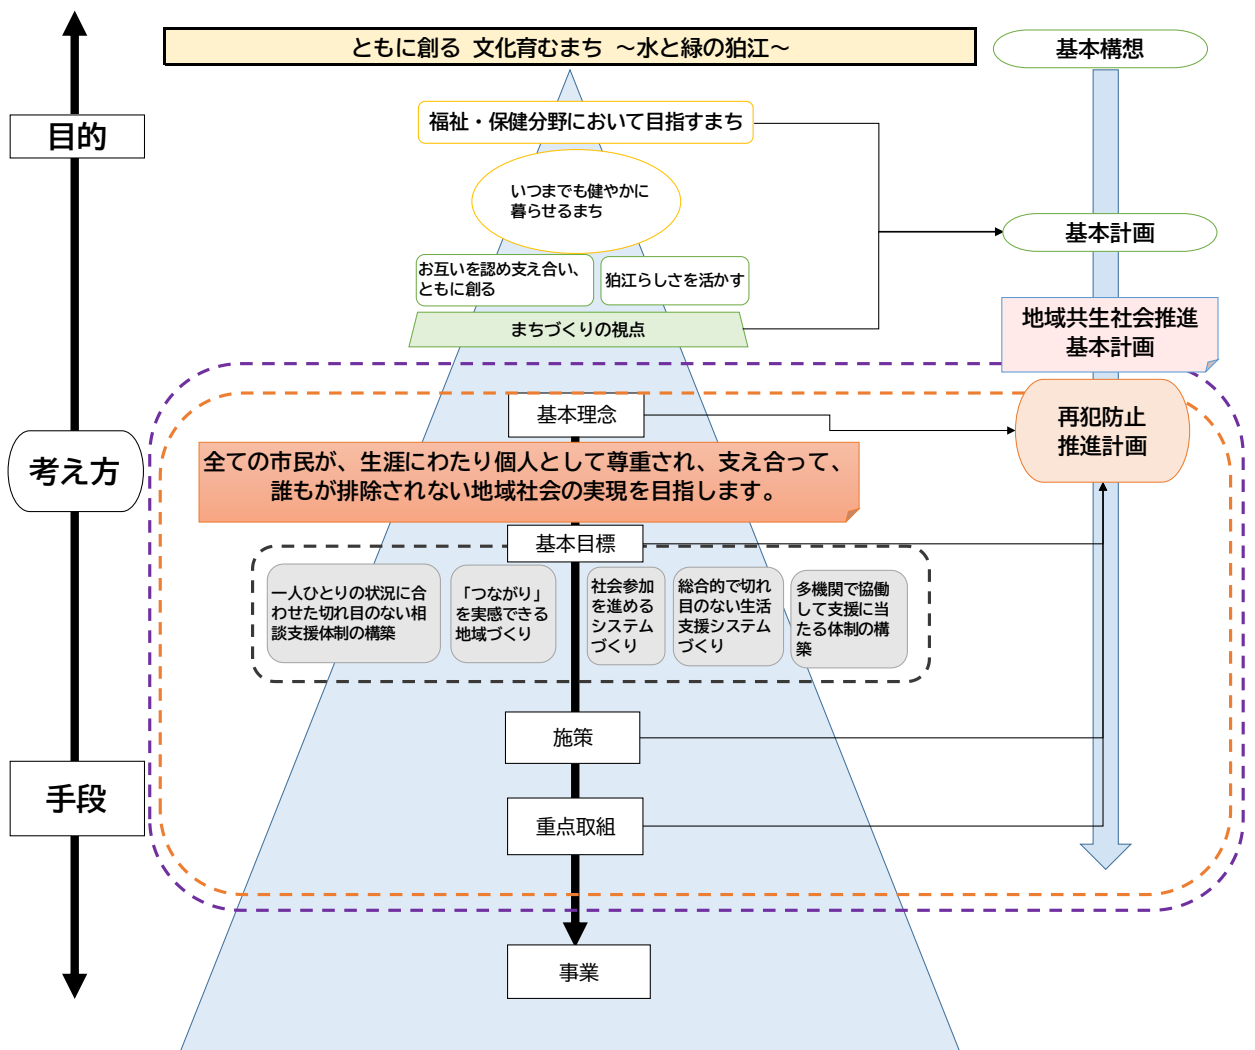 ともに創る 文化育むまち ～水と緑の狛江～
基本構想
目的
福祉・保健分野において目指すまち
いつまでも健やかに
暮らせるまち
基本計画
お互いを認め支え合い、
ともに創る
狛江らしさを活かす
まちづくりの視点
地域共生社会推進
基本計画
考え方
基本理念
再犯防止
推進計画
全ての市民が、生涯にわたり個人として尊重され、支え合って、
誰もが排除されない地域社会の実現を目指します。
基本目標
一人ひとりの状況に合
わせた切れ目のない相
談支援体制の構築
「つながり」
を実感できる
地域づくり
社会参加
を進める
システム
づくり
総合的で切れ
目のない生活
支援システム
づくり
多機関で協働
して支援に当
たる体制の構
築
施策
手段
重点取組
事業